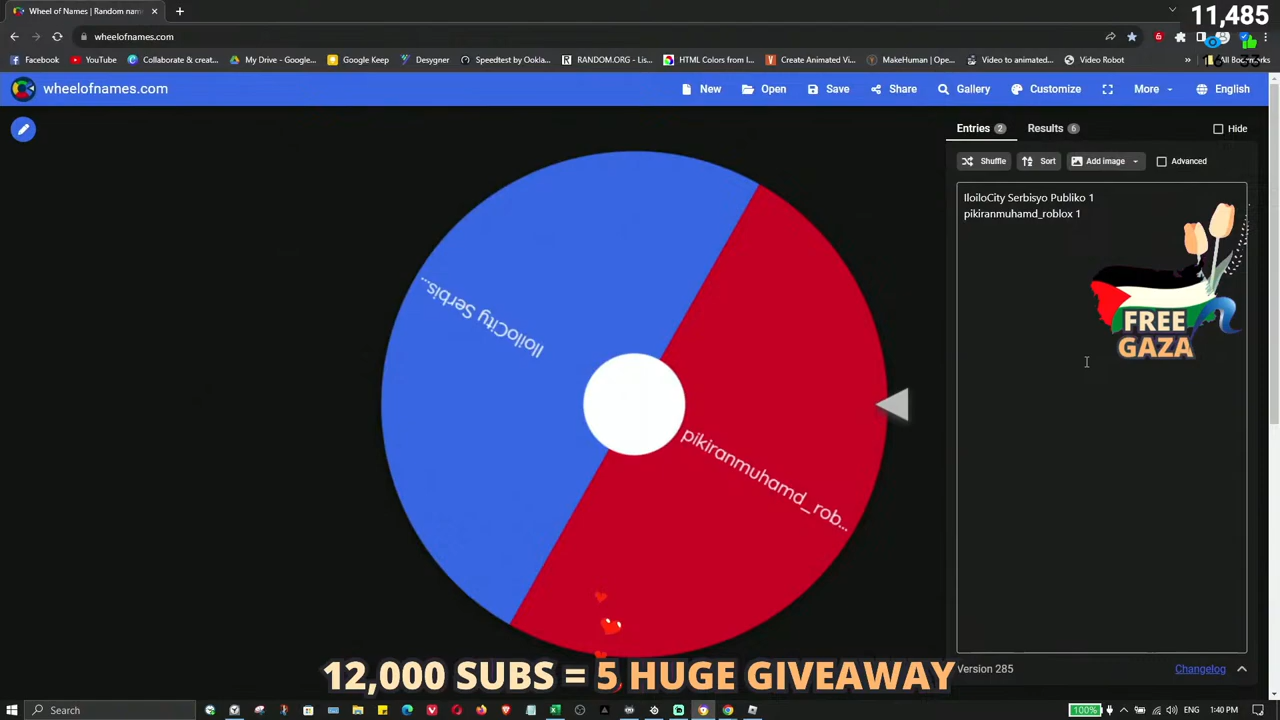 Wheel of Names | Random nam
11,485
wheelofnames.com
Facebook
YouTube
Collaborate & creat...
My Drive - Google...
Google Keep
Desygner
Speedtest by Ookla...
RANDOM.ORG - Lis...
HTML Colors from I...
Create Animated Vi...
MakeHuman | Open...
Video to animated...
Video Robot
»
All Bookmarks
wheelofnames.com
New
Open
Save
Share
Gallery
Customize
More
English
Entries 2
Results 6
Hide
Shuffle
Sort
Add image
Advanced
IloiloCity Serbisyo Publiko 1
pikiranmuhamd_roblox 1
IloiloCity Serbis...
pikiranmuhamd_rob...
FREE
GAZA
12,000 SUBS = 5 HUGE GIVEAWAY
Version 285
Changelog
Search
100%
ENG
1:40 PM